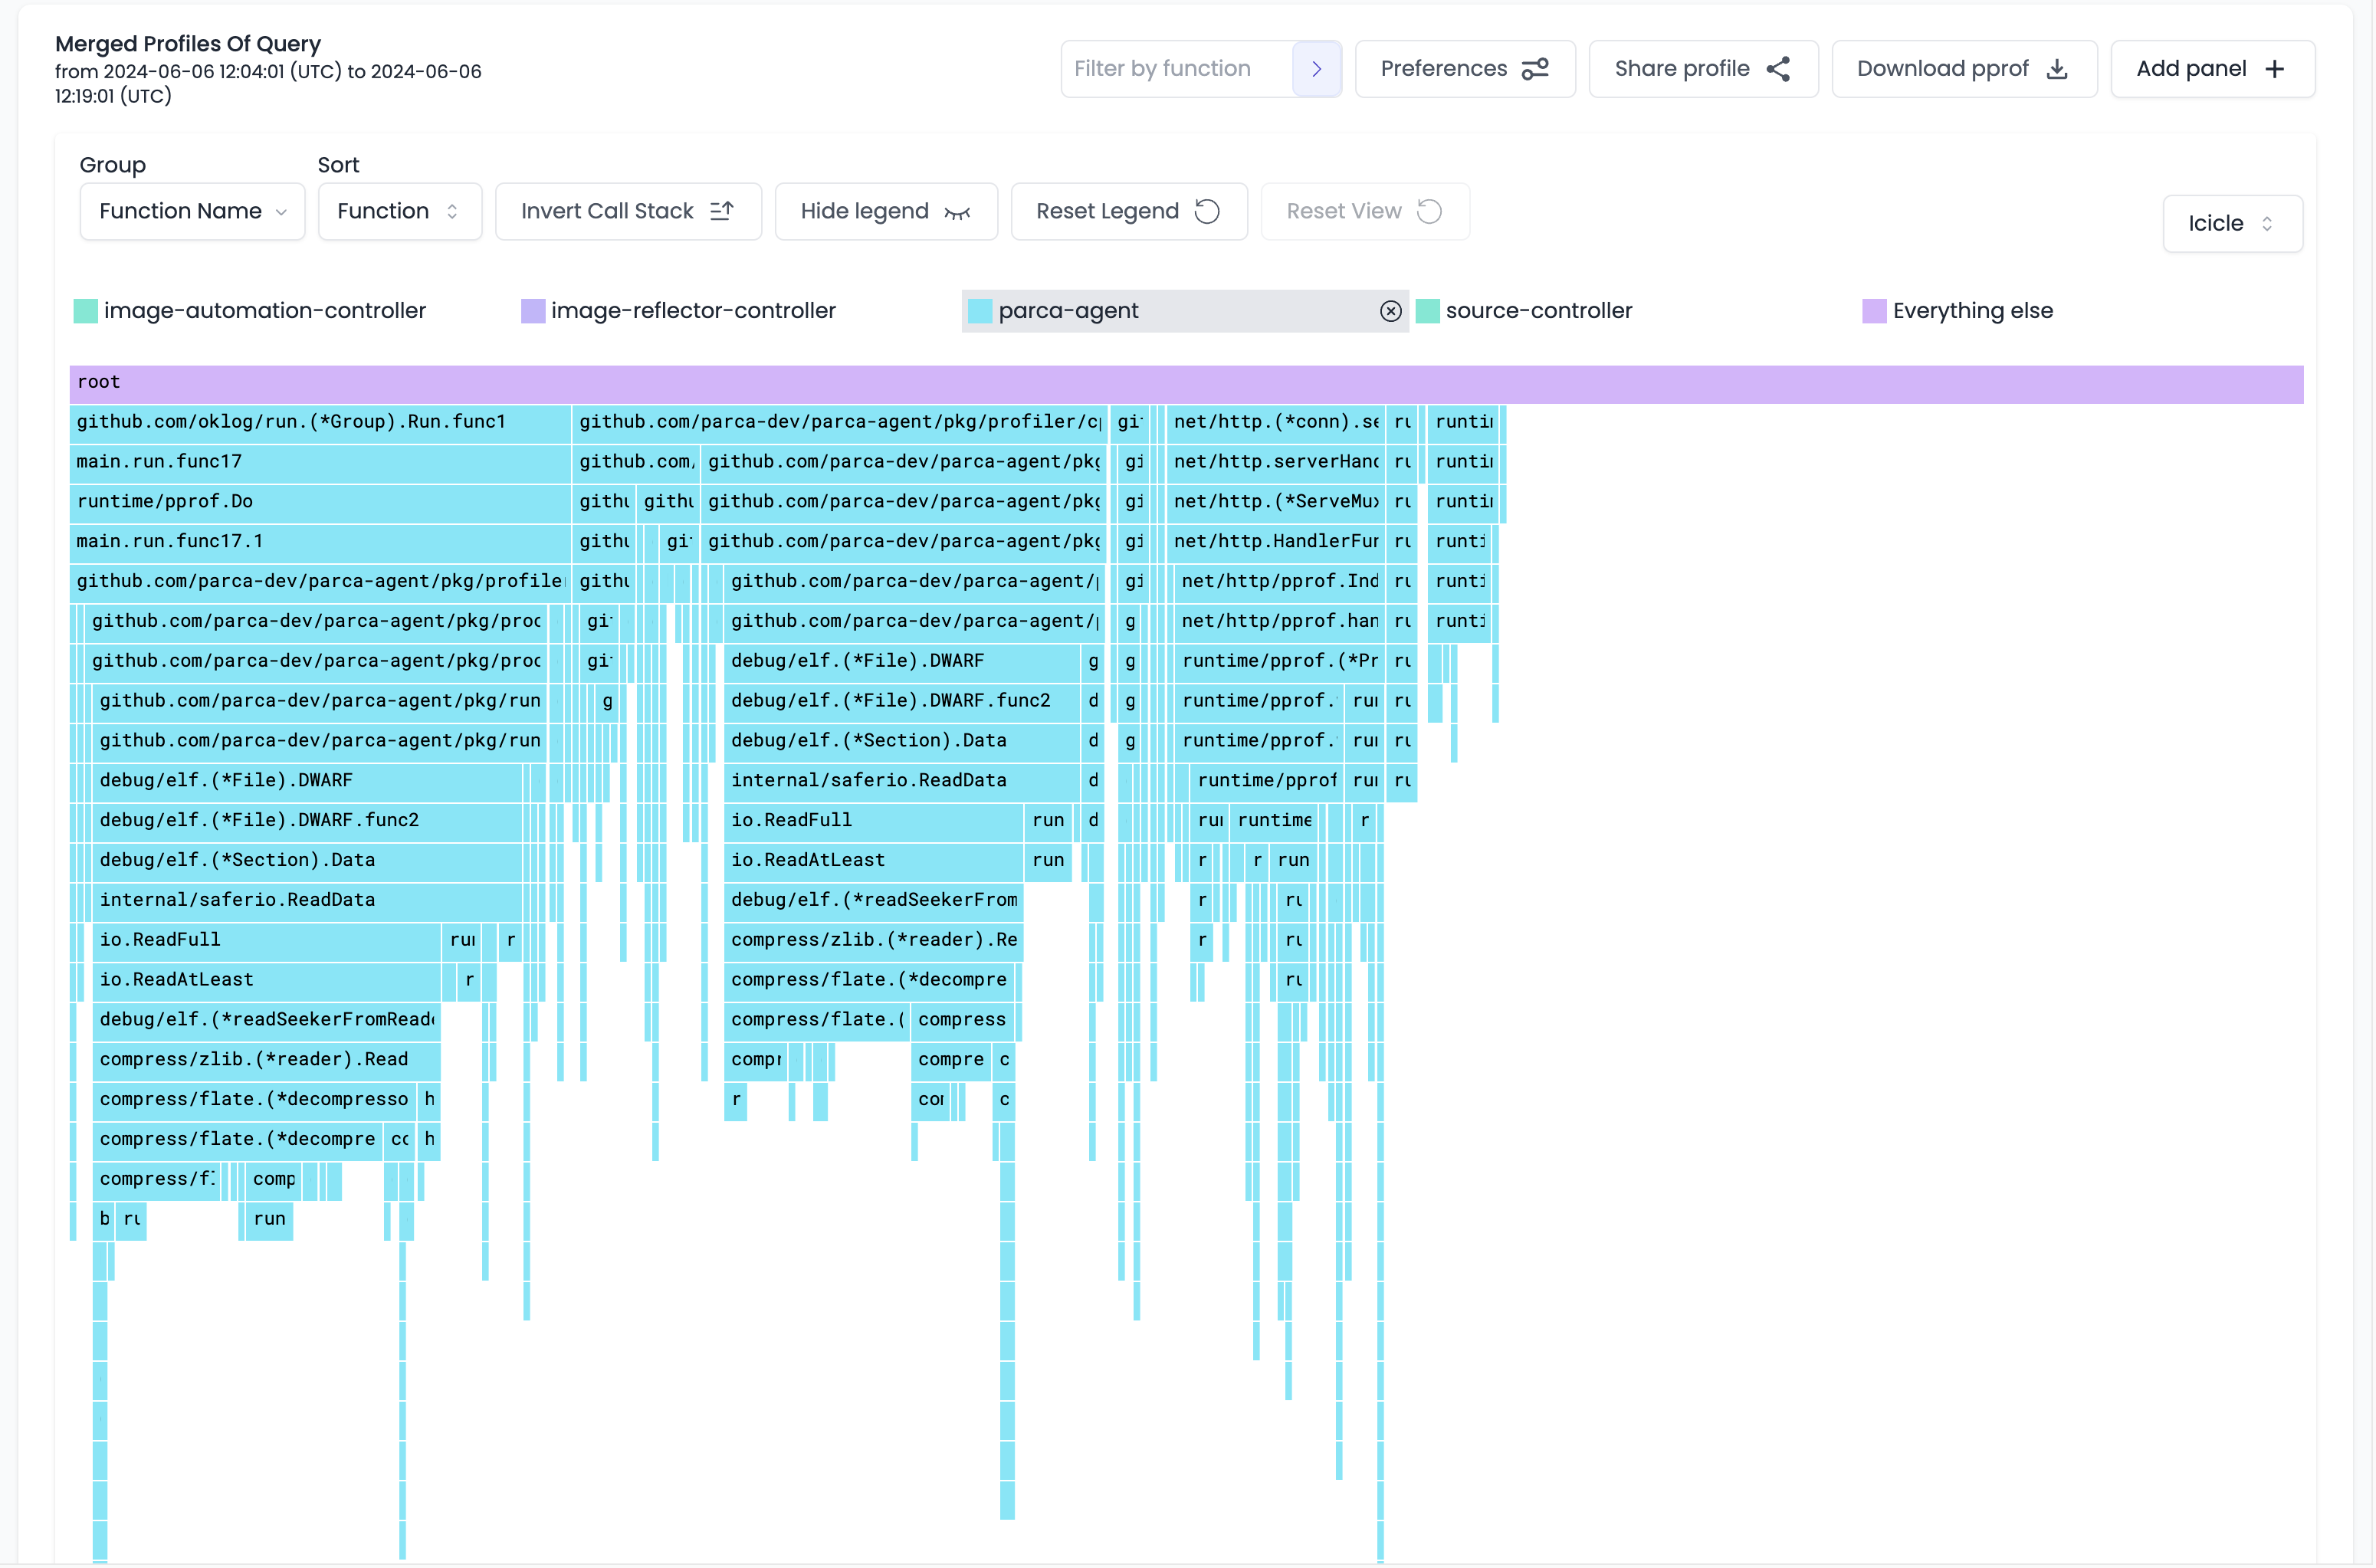 Merged Profiles Of Query
from 2024-06-06 12:04:01 (UTC) to 2024-06-06
12:19:01 (UTC)
Filter by function
Preferences
Share profile
Download pprof
Add panel
Group
Sort
Function Name
Function
Invert Call Stack
Hide legend
Reset Legend
Reset View
Icicle
image-automation-controller
image-reflector-controller
parca-agent
source-controller
Everything else
root
github.com/oklog/run.(*Group).Run.func1 github.com/parca-dev/parca-agent/pkg/profiler/c gi net/http.(*conn).se ru runti
main.run.func17 github.com/ github.com/parca-dev/parca-agent/pk gi net/http.serverHan ru runti
runtime/pprof.Do gith gith github.com/parca-dev/parca-agent/pk gi net/http.(*ServeMu ru runti
main.run.func17.1 gith gi github.com/parca-dev/parca-agent/pk gi net/http.HandlerFu ru runti
github.com/parca-dev/parca-agent/pkg/profile gith github.com/parca-dev/parca-agent/ gi net/http/pprof.Ind ru runti
github.com/parca-dev/parca-agent/pkg/proc gi github.com/parca-dev/parca-agent/ g net/http/pprof.han ru runti
github.com/parca-dev/parca-agent/pkg/proc gi debug/elf.(*File).DWARF g g runtime/pprof.(*Pr ru
github.com/parca-dev/parca-agent/pkg/run g debug/elf.(*File).DWARF.func2 d g runtime/pprof. ru ru
github.com/parca-dev/parca-agent/pkg/run debug/elf.(*Section).Data d g runtime/pprof. ru ru
debug/elf.(*File).DWARF internal/saferio.ReadData d runtime/pprof ru ru
debug/elf.(*File).DWARF.func2 io.ReadFull run d ru runtime r
debug/elf.(*Section).Data io.ReadAtLeast run r r run
internal/saferio.ReadData debug/elf.(*readSeekerFrom r ru
io.ReadFull ru r compress/zlib.(*reader).Re r ru
io.ReadAtLeast r compress/flate.(*decompre ru
debug/elf.(*readSeekerFromRead compress/flate.( compress
compress/zlib.(*reader).Read comp compre c
compress/flate.(*decompresso h r co c
compress/flate.(*decompre co h
compress/f comp
b ru run